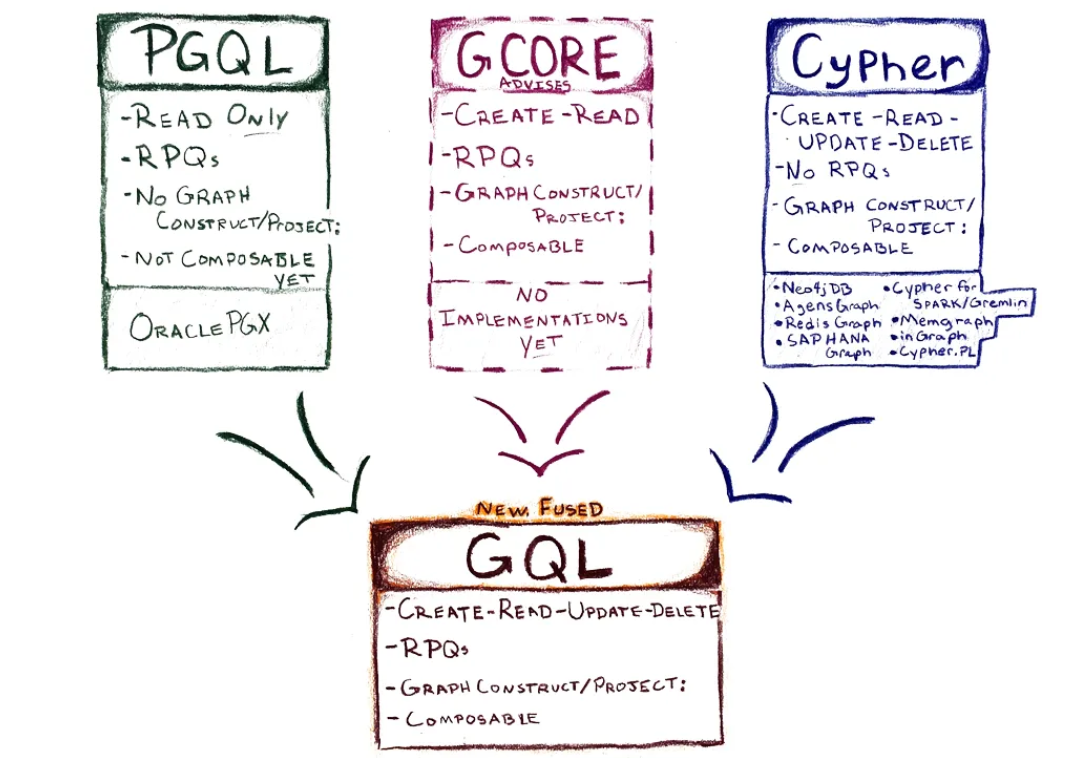 PGQL
-READ ONLY
-RPQs
-NO GRAPH
CONSTRUCT/PROJECT:
-NOT COMPOSABLE
YET
ORACLE PGX
GCORE
ADVISES
-CREATE-READ
-RPQs
-GRAPH CONSTRUCT/
PROJECT:
-COMPOSABLE
NO
IMPLEMENTATIONS
YET
Cypher
-CREATE-READ-
UPDATE-DELETE
-NO RPQs
-GRAPH CONSTRUCT/
PROJECT:
-COMPOSABLE
•Neo4j DB
•AgensGraph
•Redis Graph
•SAP HANA
Graph
•Cypher for
SPARK/Gremlin
•Memgraph
•inGraph
•Cypher.PL
NEW, FUSED
GQL
-CREATE-READ-UPDATE-DELETE
-RPQs
-GRAPH CONSTRUCT/PROJECT:
-COMPOSABLE